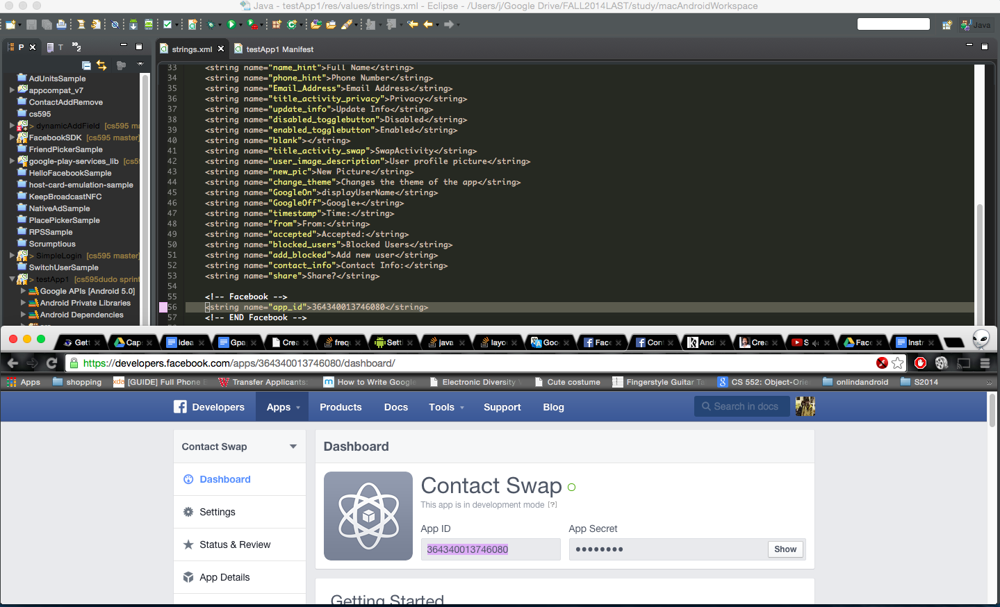 Java - testApp1/res/values/strings.xml - Eclipse - /Users/j/Google Drive/FALL2014LAST/study/macAndroidWorkspace
Java
P
T
2
strings.xml
testApp1 Manifest
AdUnitsSample
appcompat_v7
ContactAddRemove
cs595
> dynamicAddField [cs595 ma
FacebookSDK [cs595 master]
FriendPickerSample
google-play-services_lib [cs59
HelloFacebookSample
host-card-emulation-sample
KeepBroadcastNFC
NativeAdSample
PlacePickerSample
RPSSample
Scrumptious
> SimpleLogin [cs595 master]
SwitchUserSample
> testApp1 [cs595dudo sprint
Google APIs [Android 5.0]
Android Private Libraries
Android Dependencies
33 <string name="name_hint">Full Name</string>
34 <string name="phone_hint">Phone Number</string>
35 <string name="Email_Address">Email Address</string>
36 <string name="title_activity_privacy">Privacy</string>
37 <string name="update_info">Update Info</string>
38 <string name="disabled_togglebutton">Disabled</string>
39 <string name="enabled_togglebutton">Enabled</string>
40 <string name="blank"></string>
41 <string name="title_activity_swap">SwapActivity</string>
42 <string name="user_image_description">User profile picture</string>
43 <string name="new_pic">New Picture</string>
44 <string name="change_theme">Changes the theme of the app</string>
45 <string name="GoogleOn">displayUserName</string>
46 <string name="GoogleOff">Google+</string>
47 <string name="timestamp">Time:</string>
48 <string name="from">From:</string>
49 <string name="accepted">Accepted:</string>
50 <string name="blocked_users">Blocked Users</string>
51 <string name="add_blocked">Add new user</string>
52 <string name="contact_info">Contact Info:</string>
53 <string name="share">Share?</string>
54
55 <!-- Facebook -->
56 <string name="app_id">364340013746080</string>
57 <!-- END Facebook -->
Gett
Caps
Idea
Gpa
Crea
frequ
Setti
java
layou
Goo
Face
Con
Andr
Crea
S
Face
Instr
https://developers.facebook.com/apps/364340013746080/dashboard/
Apps
shopping
xda [GUIDE] Full Phone B
Transfer Applicants:
How to Write Google
Electronic Diversity
Cute costume
Fingerstyle Guitar Ta
CS 552: Object-Orie
onlindandroid
S2014
»
Developers
Apps
Products
Docs
Tools
Support
Blog
Search in docs
Contact Swap
Dashboard
Settings
Status & Review
App Details
Dashboard
Contact Swap
This app is in development mode [?]
App ID
App Secret
364340013746080
Show
Getting Started